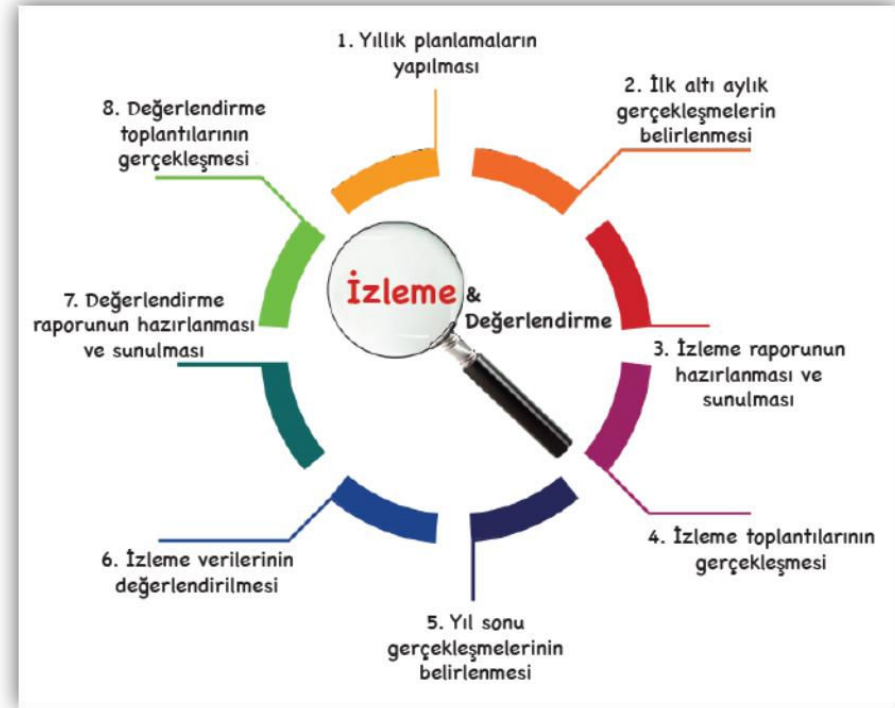 1. Yıllık planlamaların
yapılması
2. İlk altı aylık
gerçekleşmelerin
belirlenmesi
3. İzleme raporunun
hazırlanması ve
sunulması
4. İzleme toplantılarının
gerçekleşmesi
5. Yıl sonu
gerçekleşmelerinin
belirlenmesi
6. İzleme verilerinin
değerlendirilmesi
7. Değerlendirme
raporunun hazırlanması
ve sunulması
8. Değerlendirme
toplantılarının
gerçekleşmesi
İzleme &
Değerlendirme